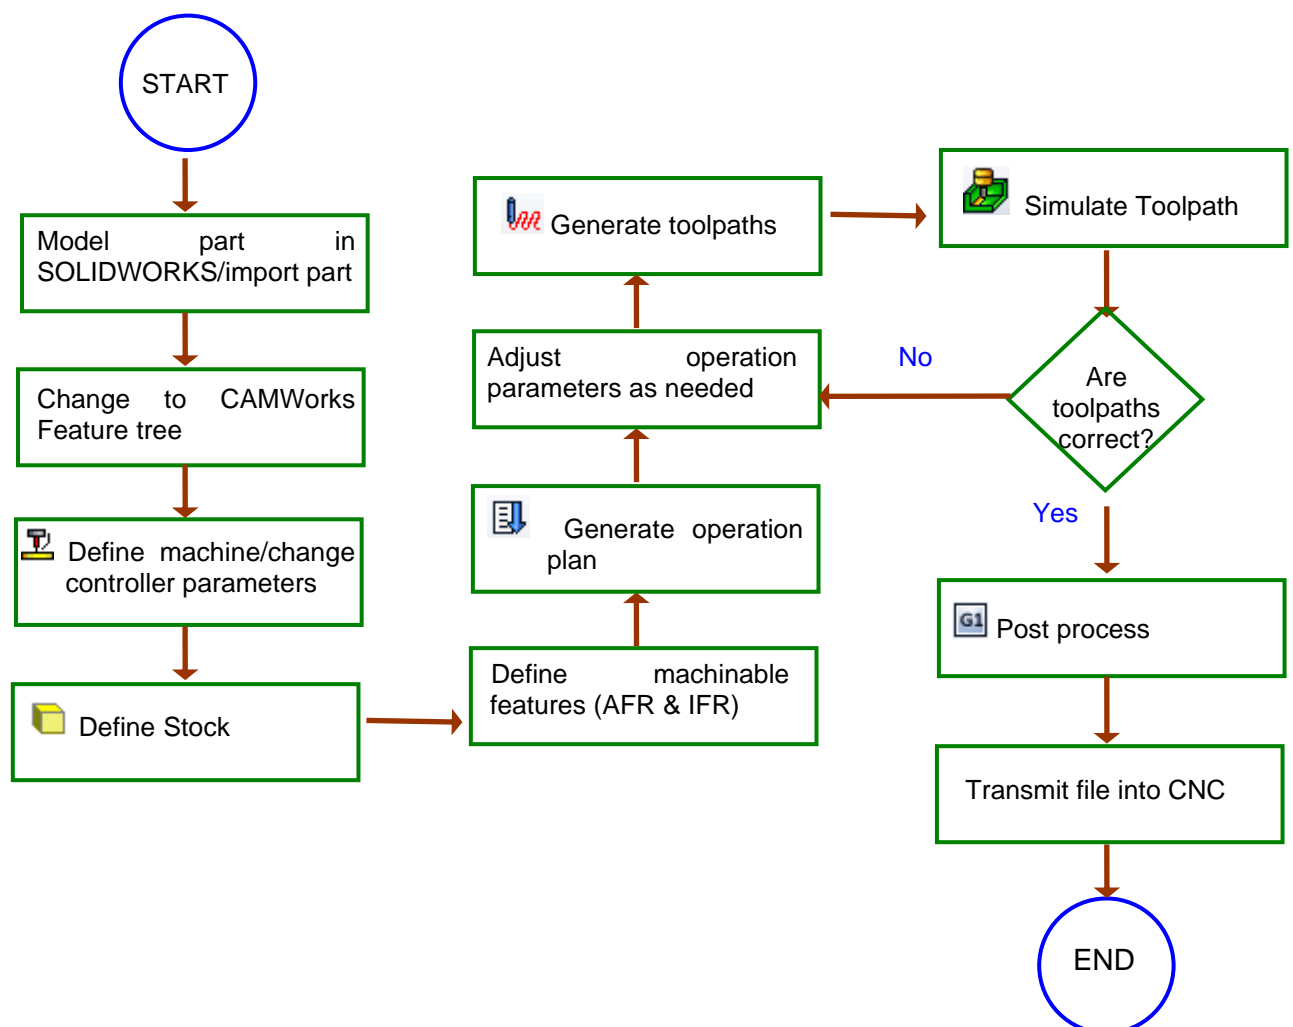 START
Model part in
SOLIDWORKS/import part
Change to CAMWorks
Feature tree
Define machine/change
controller parameters
Define Stock
Define machinable
features (AFR & IFR)
Generate operation
plan
Adjust operation
parameters as needed
Generate toolpaths
Simulate Toolpath
Are
toolpaths
correct?
No
Yes
G1 Post process
Transmit file into CNC
END